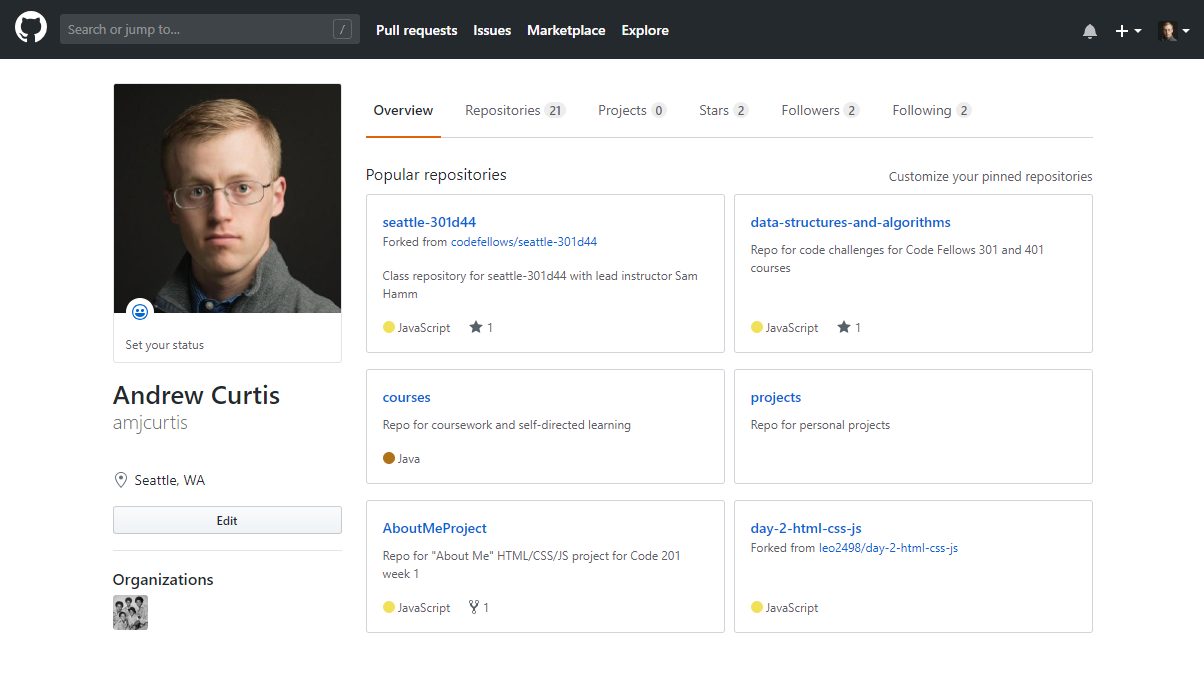 Search or jump to...
/
Pull requests
Issues
Marketplace
Explore
Overview
Repositories 21
Projects 0
Stars 2
Followers 2
Following 2
Set your status
Andrew Curtis
amjcurtis
Seattle, WA
Edit
Organizations
Popular repositories
Customize your pinned repositories
seattle-301d44
Forked from codefellows/seattle-301d44
Class repository for seattle-301d44 with lead instructor Sam
Hamm
JavaScript 1
data-structures-and-algorithms
Repo for code challenges for Code Fellows 301 and 401
courses
JavaScript 1
courses
Repo for coursework and self-directed learning
Java
projects
Repo for personal projects
AboutMeProject
Repo for "About Me" HTML/CSS/JS project for Code 201
week 1
JavaScript 1
day-2-html-css-js
Forked from leo2498/day-2-html-css-js
JavaScript